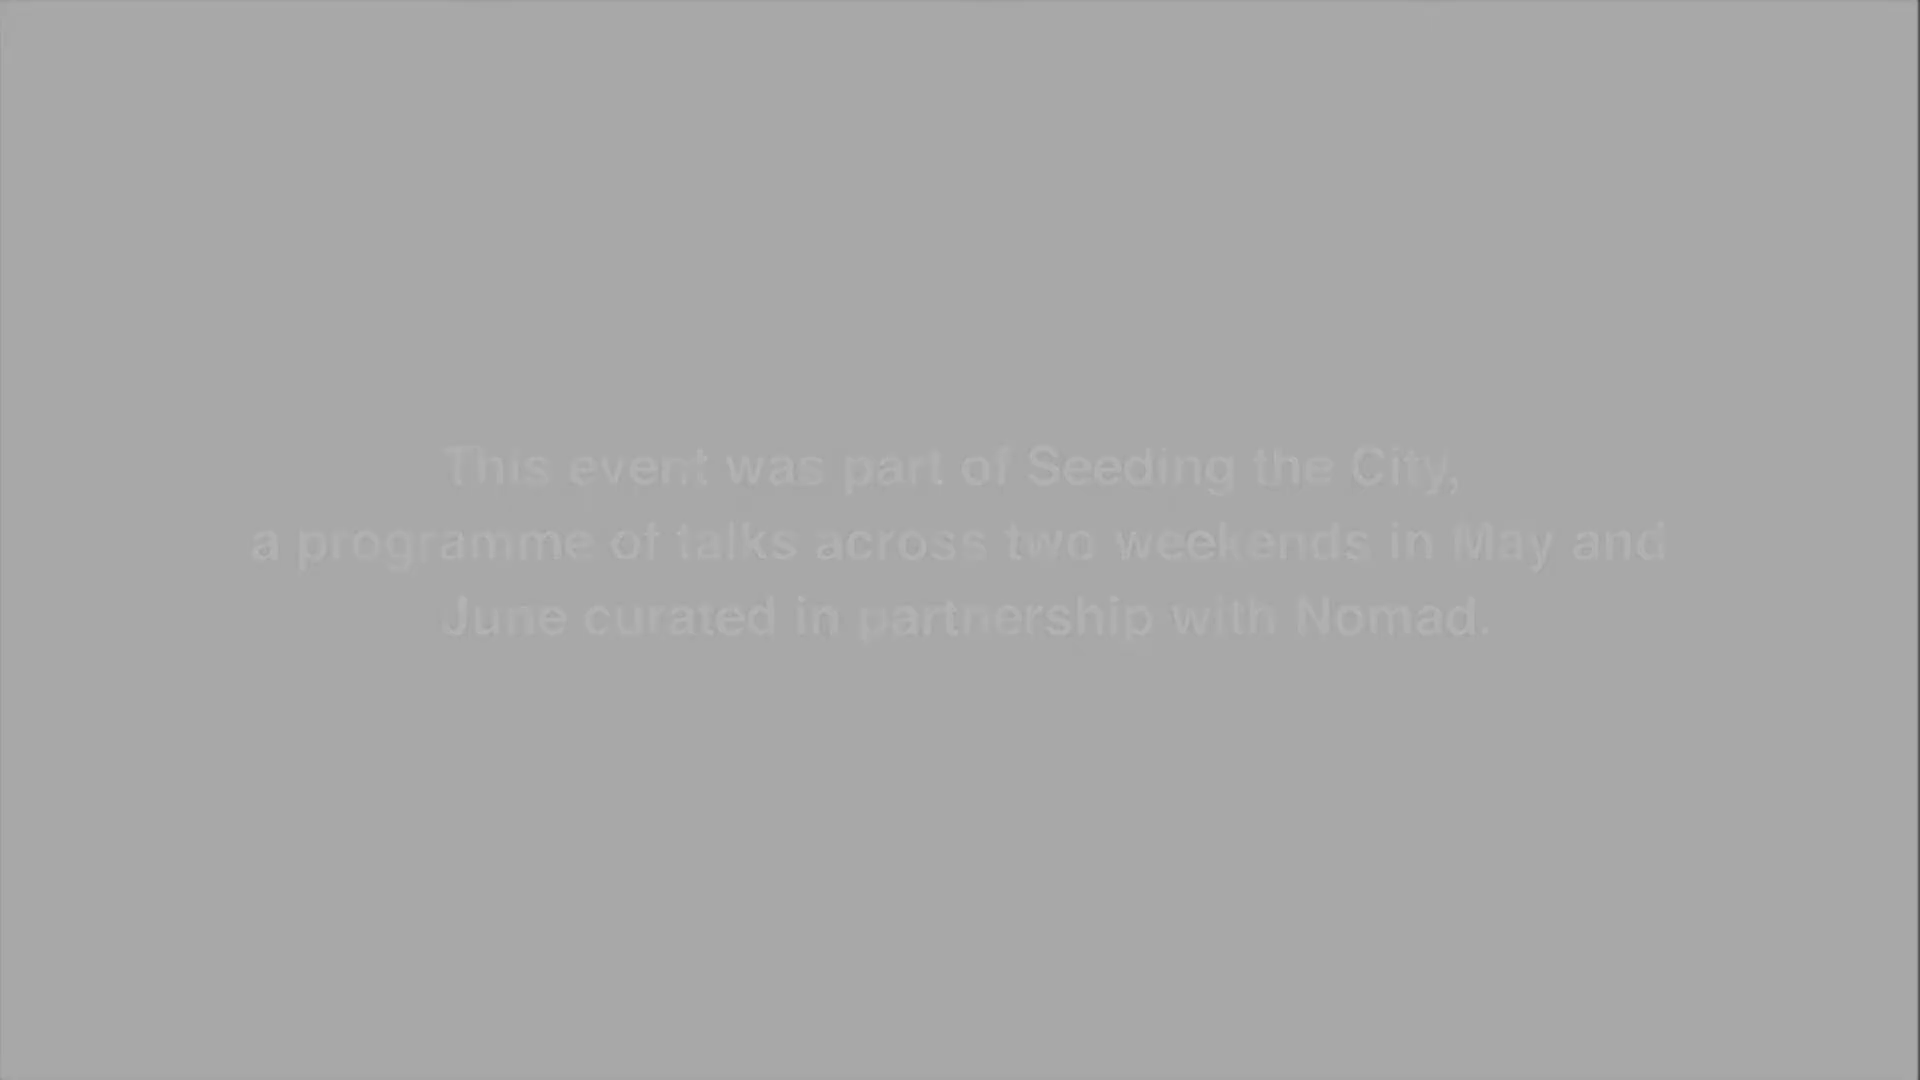 This event was part of Seeding the City,
a programme of talks across two weekends in May and
June curated in partnership with Nomad.